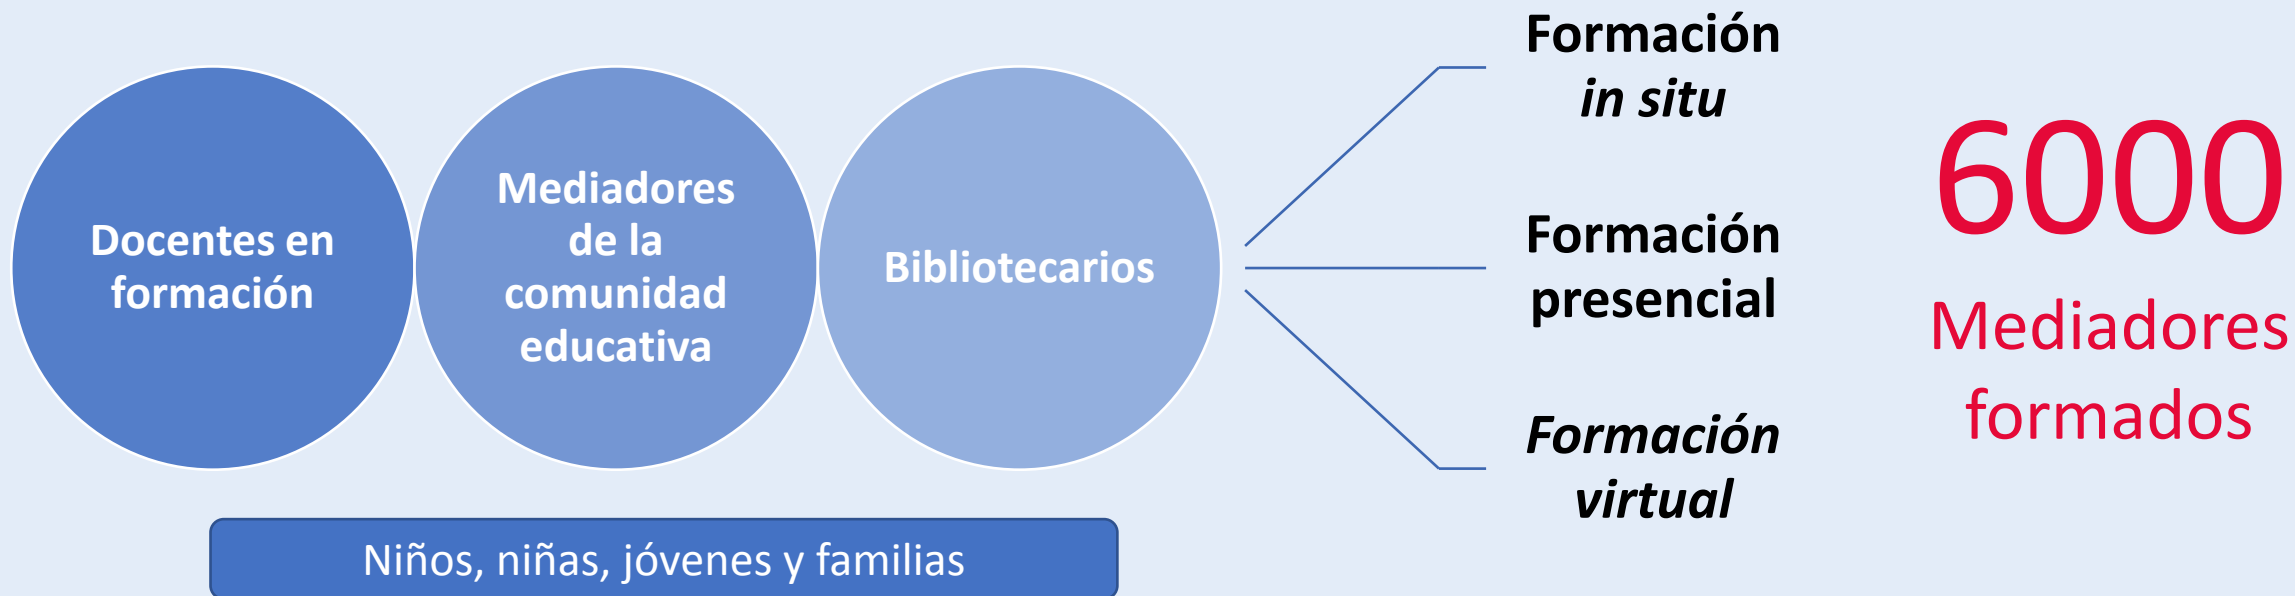 Docentes en
formación
Mediadores
de la
comunidad
educativa
Bibliotecarios
Formación
in situ
Formación
presencial
Formación
virtual
6000
Mediadores
formados
Niños, niñas, jóvenes y familias